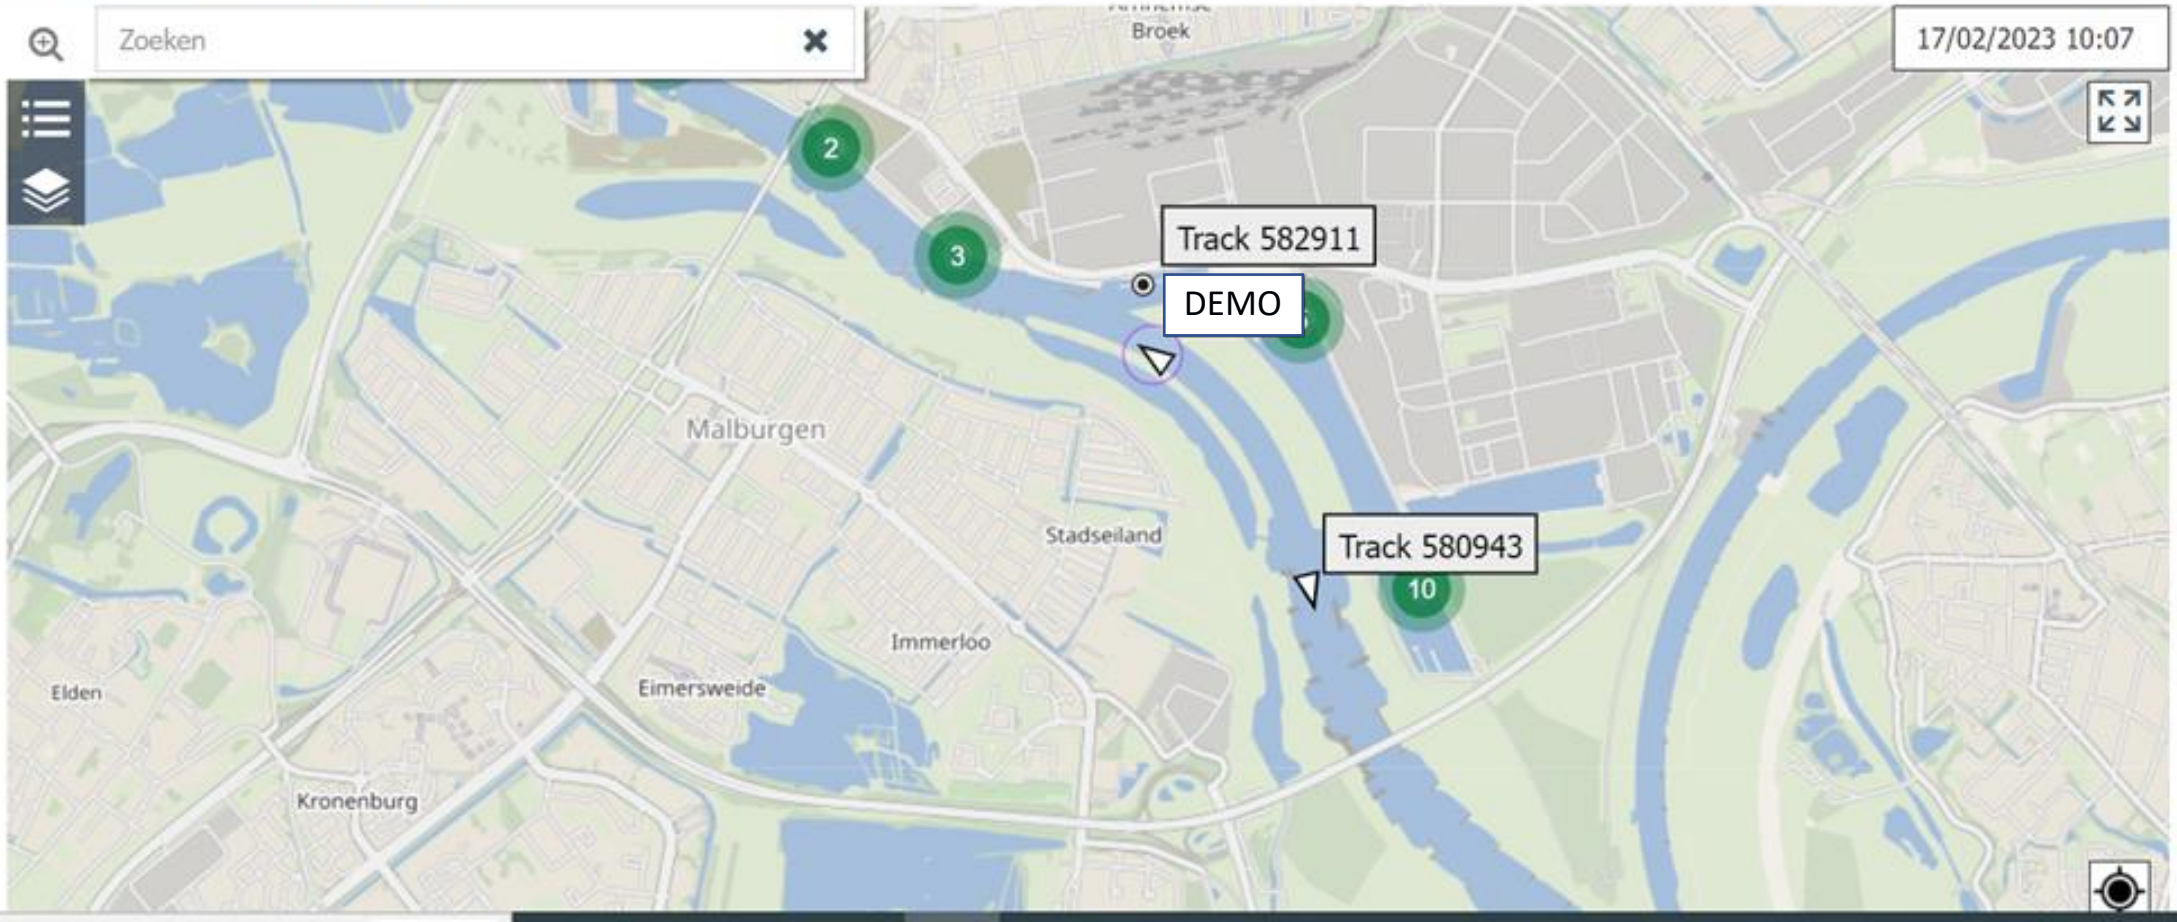 Zoeken
Broek
17/02/2023 10:07
2
3
Track 582911
DEMO
Malburgen
Stadseiland
Track 580943
10
Immerloo
Eimersweide
Elden
Kronenburg